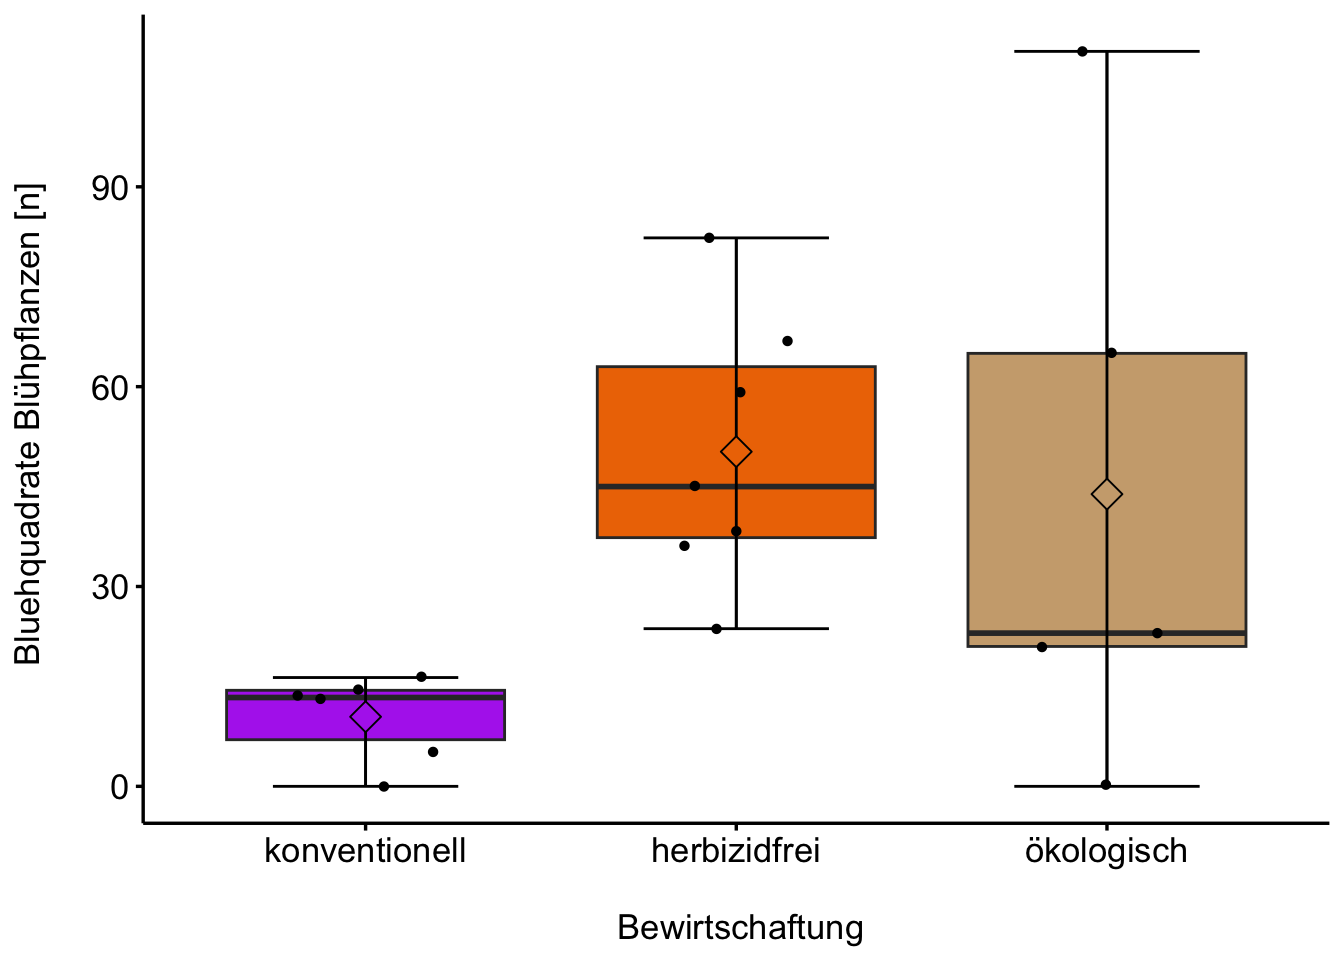 Bluehquadrate Blühpflanzen [n]
90
60
30
0
konventionell herbizidfrei ökologisch
Bewirtschaftung